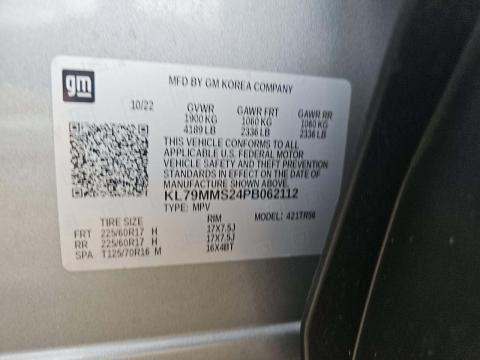 gm
MFD BY GM KOREA COMPANY
10/22 GVWR GAWR FRT GAWR RR
1900 KG 1060 KG 1060 KG
4189 LB 2336 LB 2336 LB
THIS VEHICLE CONFORMS TO ALL
APPLICABLE U.S. FEDERAL MOTOR
VEHICLE SAFETY AND THEFT PREVENTION
STANDARDS IN EFFECT ON THE DATE OF
MANUFACTURE SHOWN ABOVE.
KL79MMS24PB062112
TYPE: MPV MODEL: 421TR56
TIRE SIZE RIM
FRT 225/60R17 H 17X7.5J
RR 225/60R17 H 17X7.5J
SPA T125/70R16 M 16X4BT